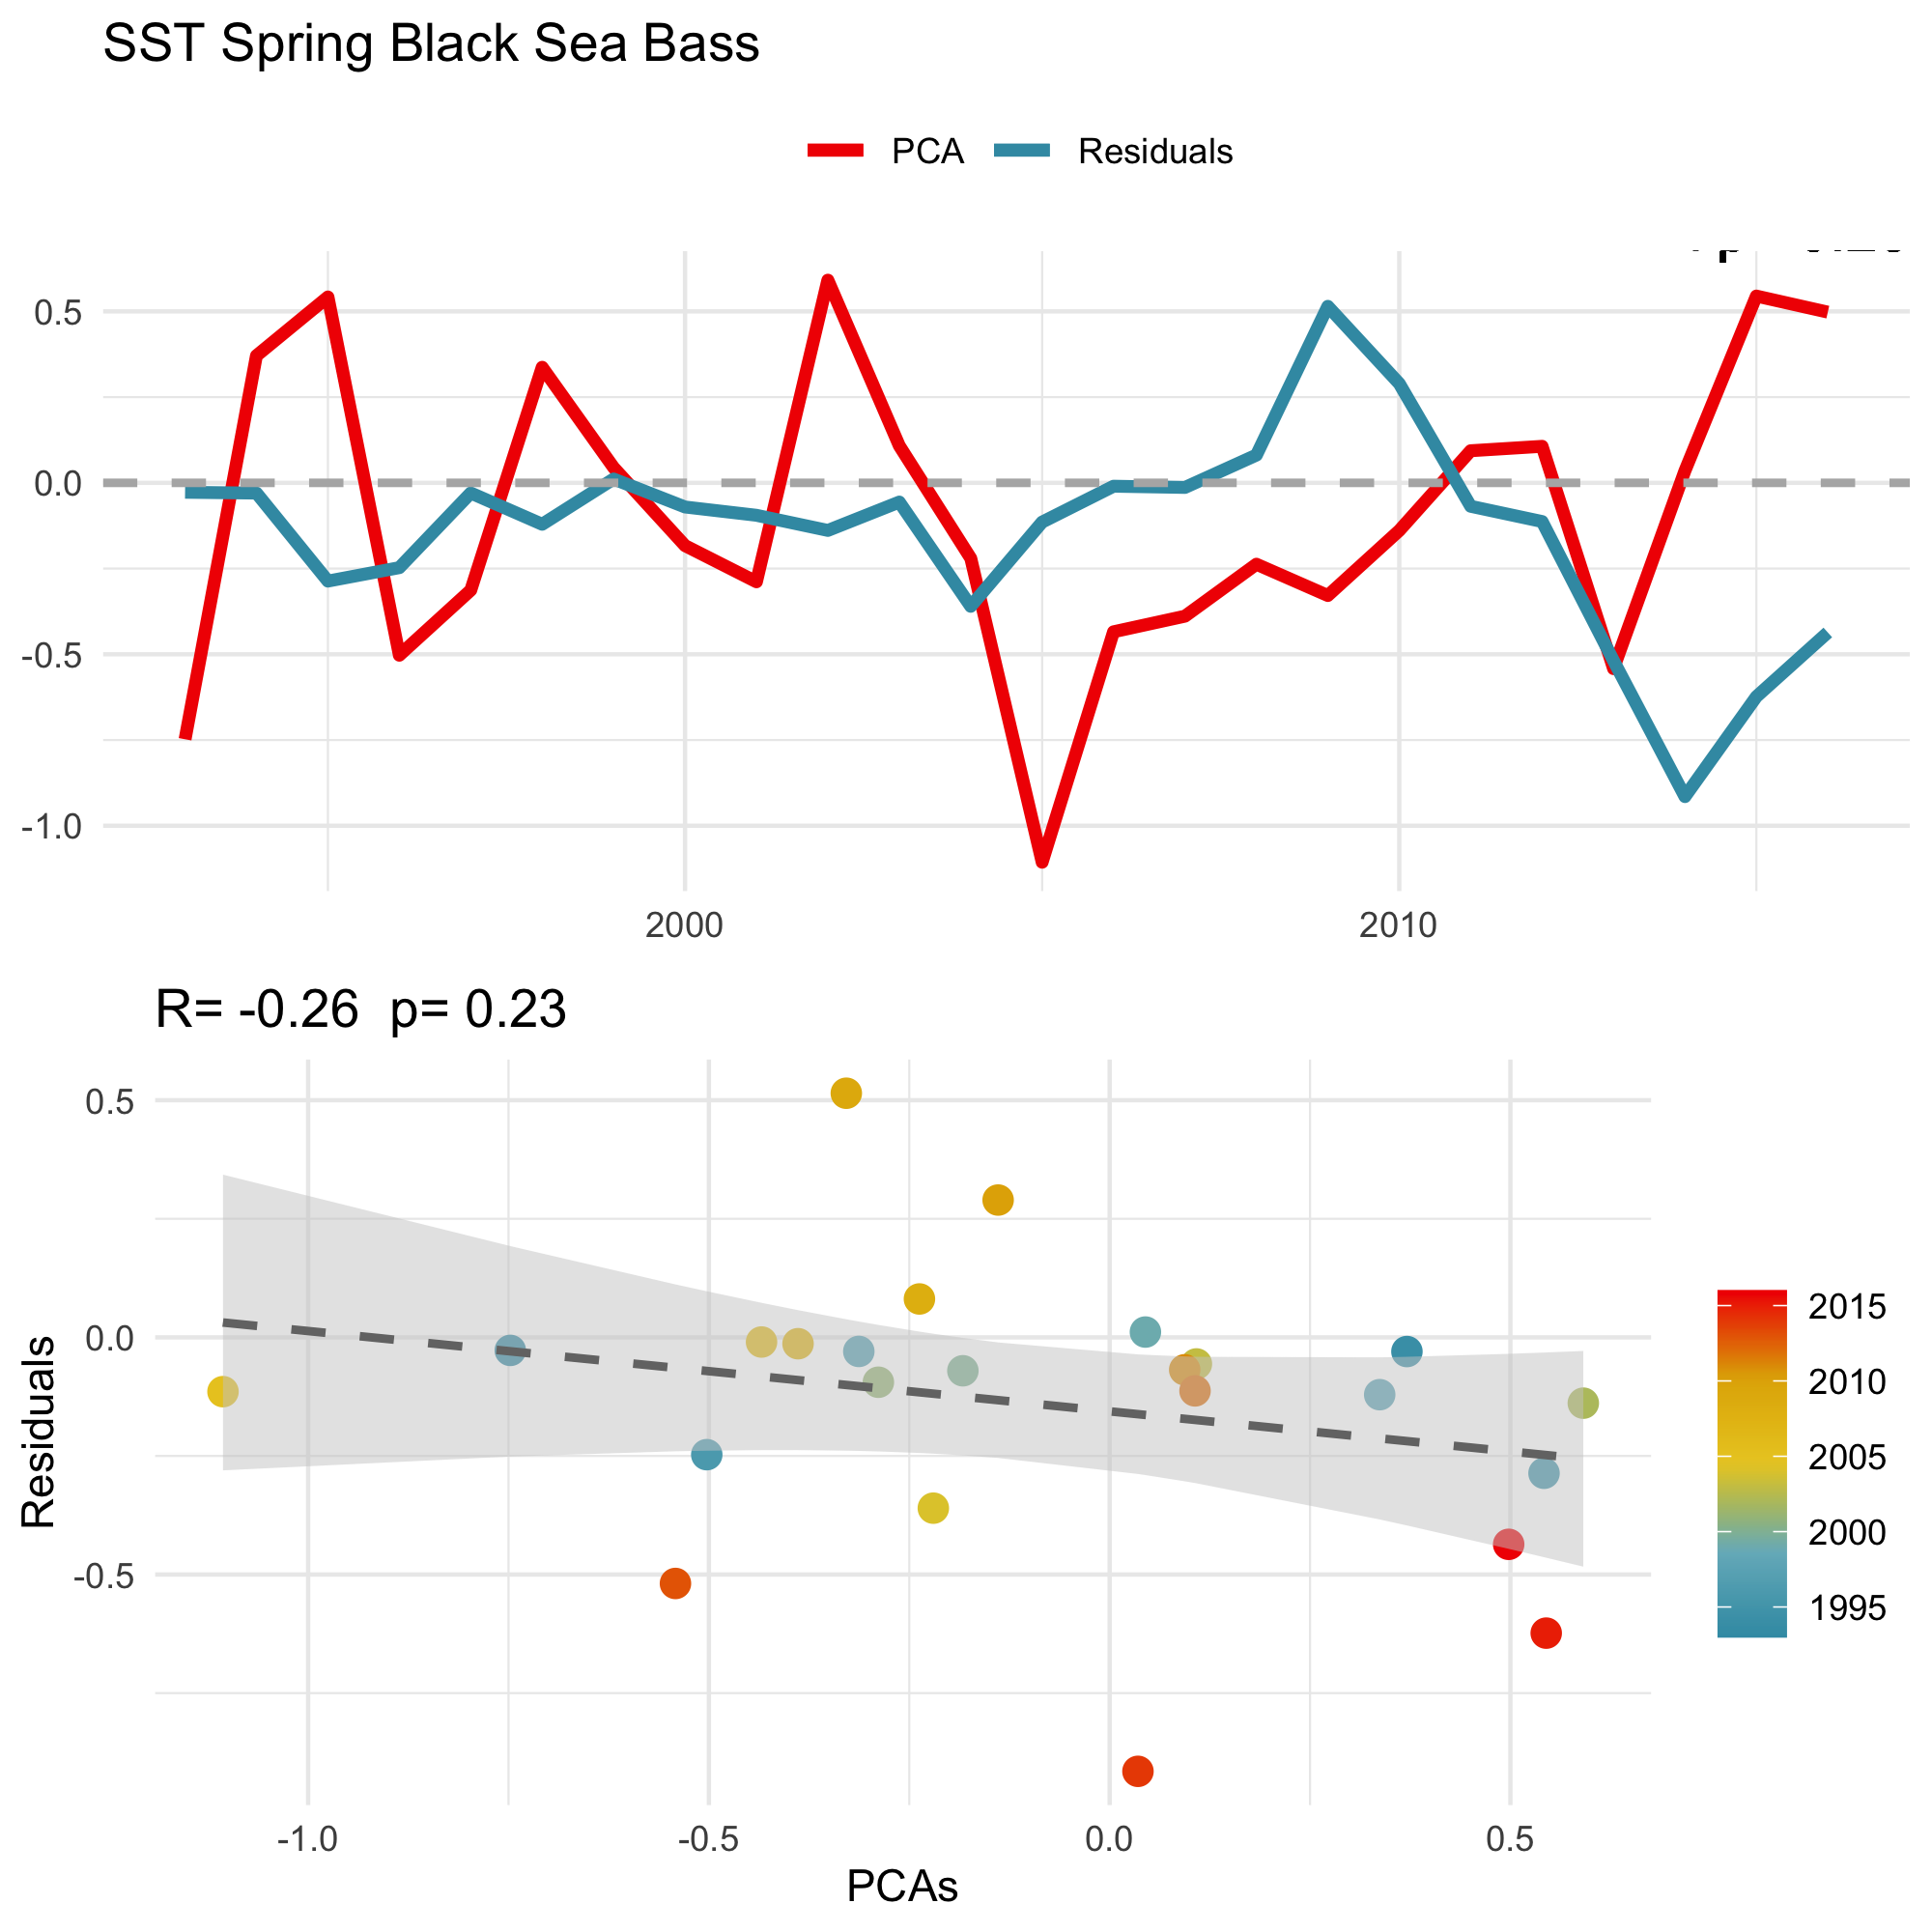 SST Spring Black Sea Bass
PCA Residuals
0.5
0.0
-0.5
-1.0
2000 2010
R= -0.26 p= 0.23
0.5
0.0
-0.5
Residuals
-1.0 -0.5 0.0 0.5
PCAs
2015
2010
2005
2000
1995